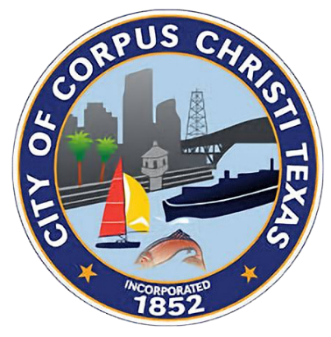 CITY OF CORPUS CHRISTI TEXAS
INCORPORATED
1852